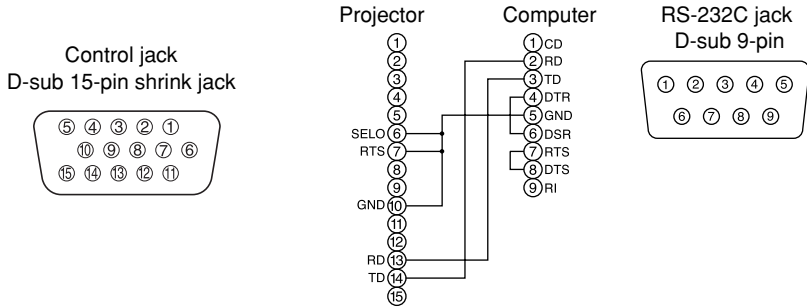 Control jack
D-sub 15-pin shrink jack
5 4 3 2 1
10 9 8 7 6
15 14 13 12 11
Projector
1
2
3
4
5
SELO 6
RTS 7
8
9
GND 10
11
12
RD 13
TD 14
15
Computer
1 CD
2 RD
3 TD
4 DTR
5 GND
6 DSR
7 RTS
8 DTS
9 RI
RS-232C jack
D-sub 9-pin
1 2 3 4 5
6 7 8 9